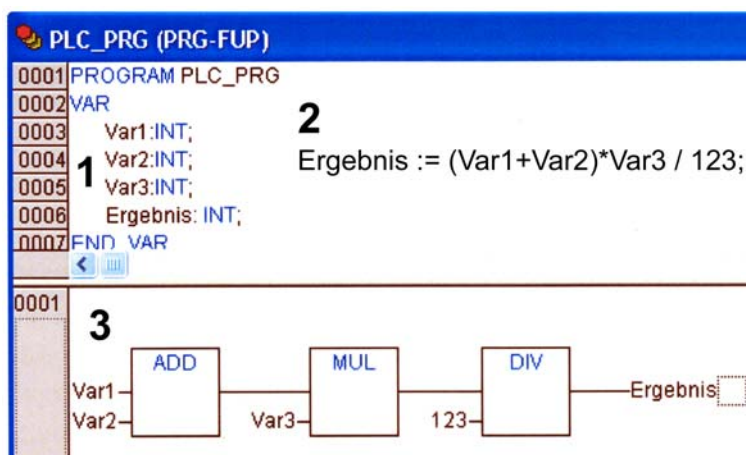 PLC_PRG (PRG-FUP)
0001 PROGRAM PLC_PRG
0002 VAR
0003 Var1:INT;
0004 Var2:INT;
0005 Var3:INT;
0006 Ergebnis: INT;
0007 END_VAR
1
2
Ergebnis := (Var1+Var2)*Var3 / 123;
0001
3
ADD MUL DIV
Var1 Ergebnis
Var2 Var3 123